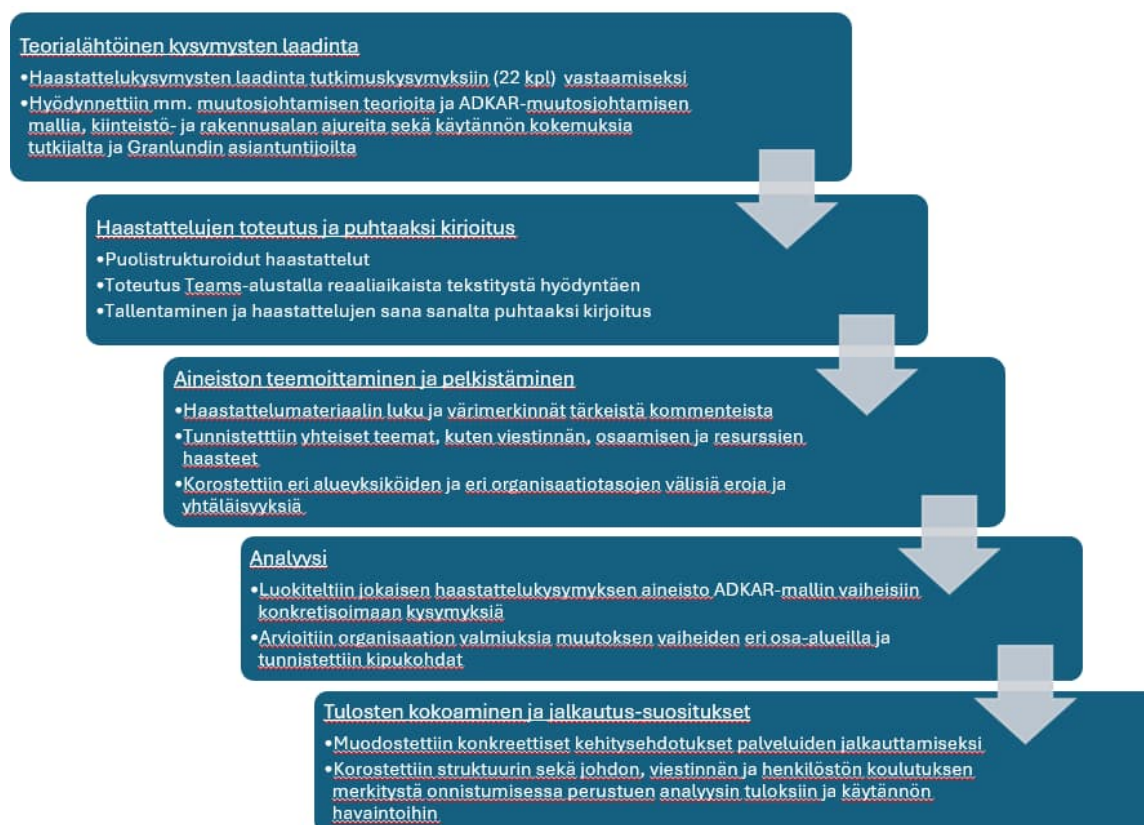 Teorialähtöinen kysymysten laadinta
•Haastattelukysymysten laadinta tutkimuskysymyksiin (22 kpl) vastaamiseksi
•Hyödynnettiin mm. muutosjohtamisen teorioita ja ADKAR-muutosjohtamisen
mallia, kiinteistö- ja rakennusalan ajureita sekä käytännön kokemuksia
tutkijalta ja Granlundin asiantuntijoilta
Haastattelujen toteutus ja puhtaaksi kirjoitus
•Puolistrukturoidut haastattelut
•Toteutus Teams-alustalla reaaliaikaista tekstitystä hyödyntäen
•Tallentaminen ja haastattelujen sana sanalta puhtaaksi kirjoitus
Aineiston teemoittaminen ja pelkistäminen
•Haastattelumateriaalin luku ja värimerkinnät tärkeistä kommenteista
•Tunnistetttiin yhteiset teemat, kuten viestinnän, osaamisen ja resurssien
haasteet
•Korostettiin eri alueyksiköiden ja eri organisaatiotasojen välisiä eroja ja
yhtäläisyyksiä
Analyysi
•Luokiteltiin jokaisen haastattelukysymyksen aineisto ADKAR-mallin vaiheisiin
konkretisoimaan kysymyksiä
•Arvioitiin organisaation valmiuksia muutoksen vaiheiden eri osa-alueilla ja
tunnistettiin kipukohdat
Tulosten kokoaminen ja jalkautus-suositukset
•Muodostettiin konkreettiset kehitysehdotukset palveluiden jalkauttamiseksi
•Korostettiin struktuurin sekä johdon, viestinnän ja henkilöstön koulutuksen
merkitystä onnistumisessa perustuen analyysin tuloksiin ja käytännön
havaintoihin